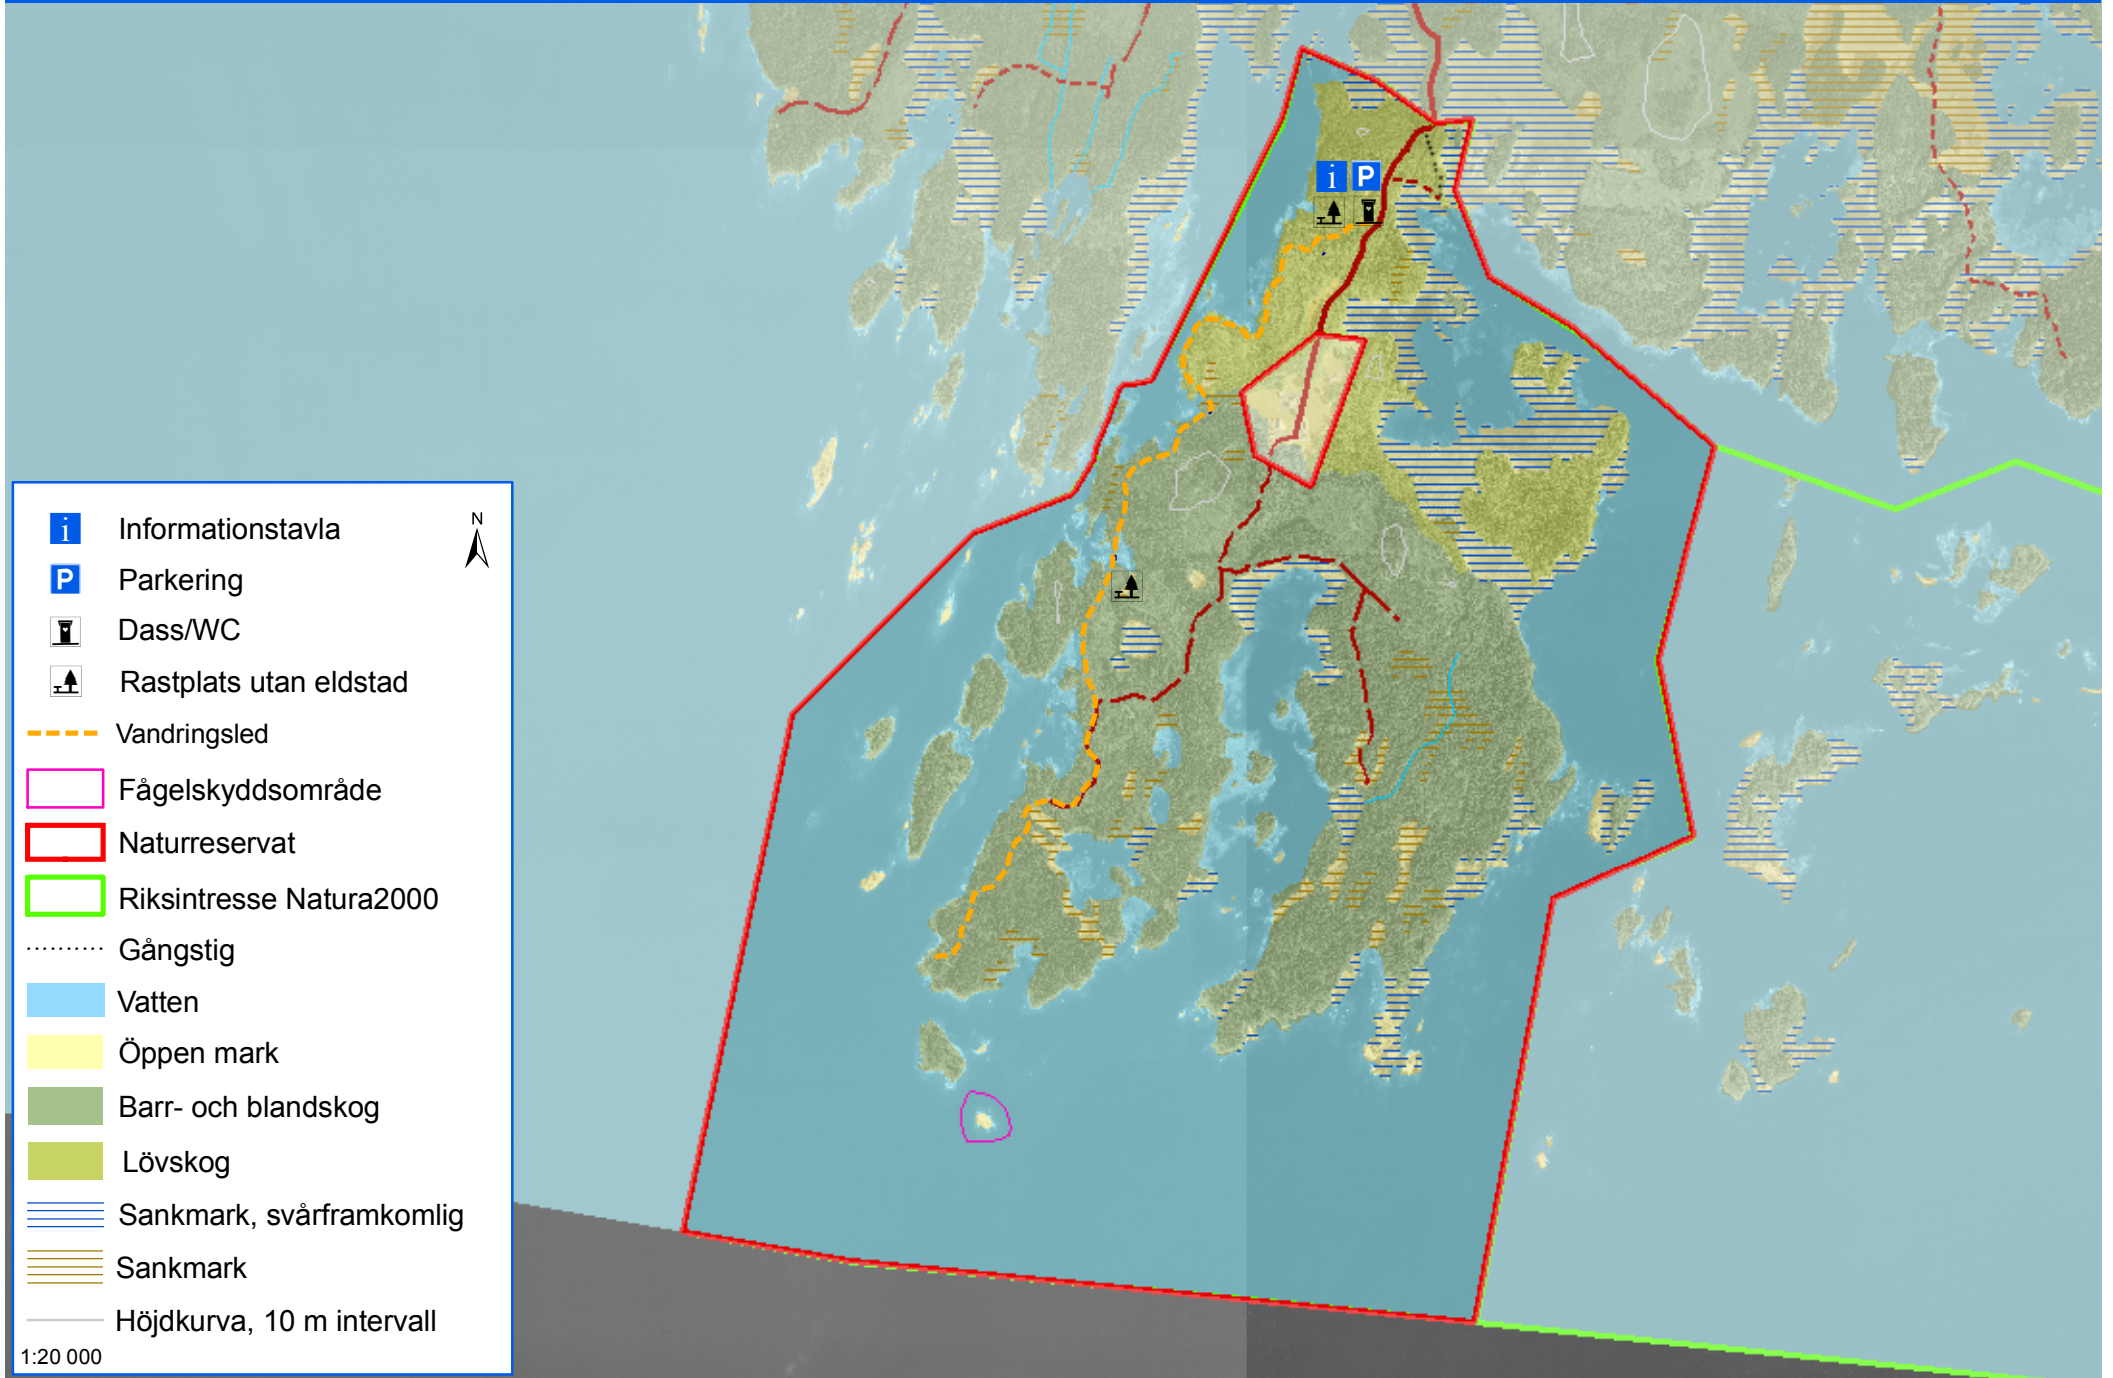 i P
N
i Informationstavla
P Parkering
Dass/WC
Rastplats utan eldstad
Vandringsled
Fågelskyddsområde
Naturreservat
Riksintresse Natura2000
Gångstig
Vatten
Öppen mark
Barr- och blandskog
Lövskog
Sankmark, svårframkomlig
Sankmark
Höjdkurva, 10 m intervall
1:20 000